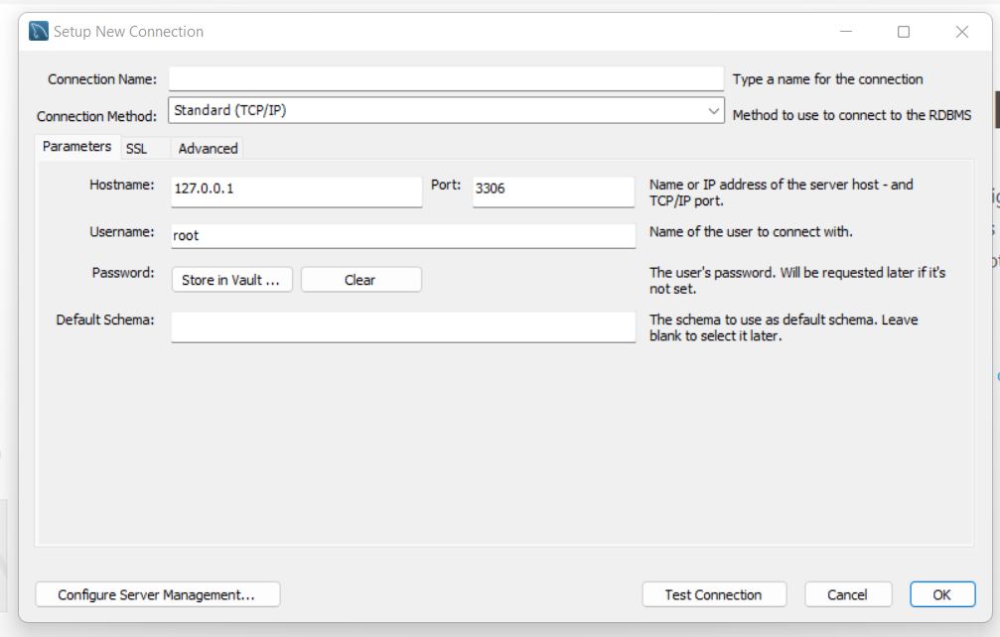 Setup New Connection
Connection Name:
Type a name for the connection
Connection Method: Standard (TCP/IP)
Method to use to connect to the RDBMS
Parameters SSL Advanced
Hostname: 127.0.0.1 Port: 3306
Name or IP address of the server host - and
TCP/IP port.
Username: root
Name of the user to connect with.
Password: Store in Vault ... Clear
The user's password. Will be requested later if it's
not set.
Default Schema:
The schema to use as default schema. Leave
blank to select it later.
Configure Server Management...
Test Connection Cancel OK